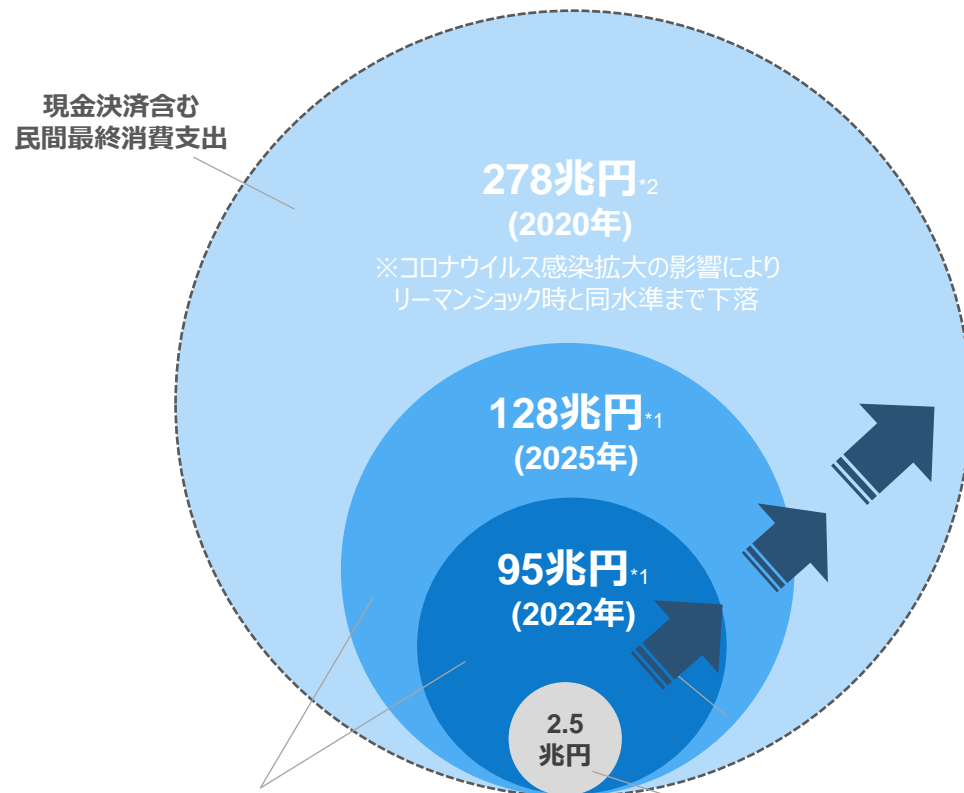 現金決済含む
民間最終消費支出
278兆円*2
(2020年)
※コロナウイルス感染拡大の影響により
リーマンショック時と同水準まで下落
128兆円*1
(2025年)
95兆円*1
(2022年)
2.5
兆円